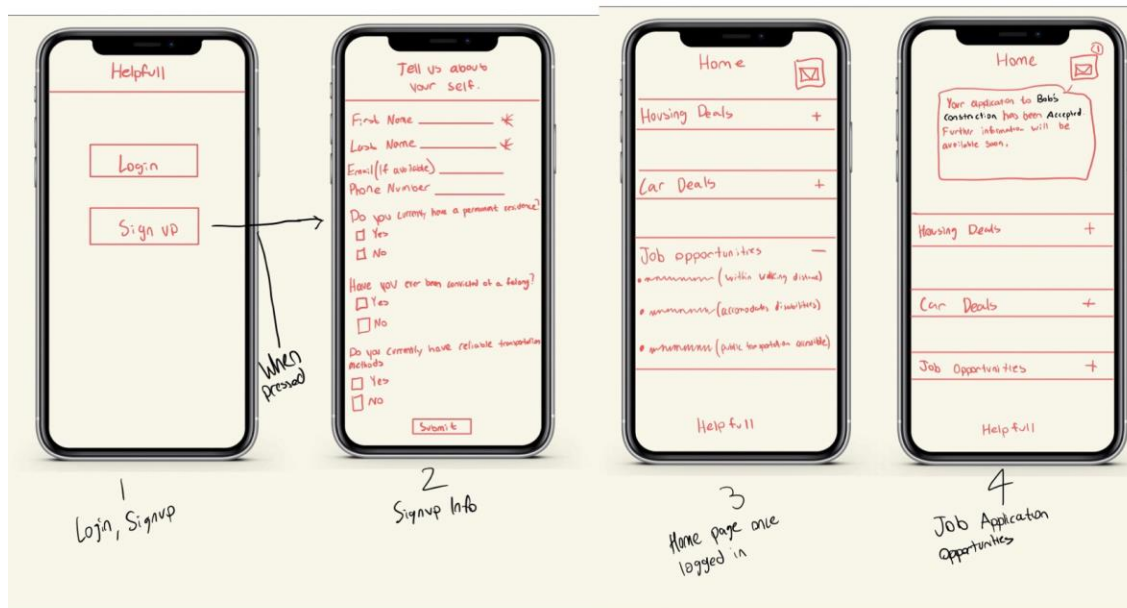 Helpfull
Login
Sign up
When
pressed
1
Login, Signup
Tell us about
your self.
First Name
Last Name
Email (If available)
Phone Number
Do you currently have a permanent residence?
Yes
No
Have you ever been convicted of a felony?
Yes
No
Do you currently have reliable transportation
methods
Yes
No
Submit
2
Signup Info
Home
Housing Deals +
Car Deals +
Job opportunities −
(within walking distance)
(accomodates disabilities)
(public transportation accessible)
Helpfull
3
Home page once
logged in
Home
1
Your application to Bob's
Constrction has been Accepted.
Further information will be
available soon.
Housing Deals +
Car Deals +
Job Opportunities +
Helpfull
4
Job Application
Opportunities